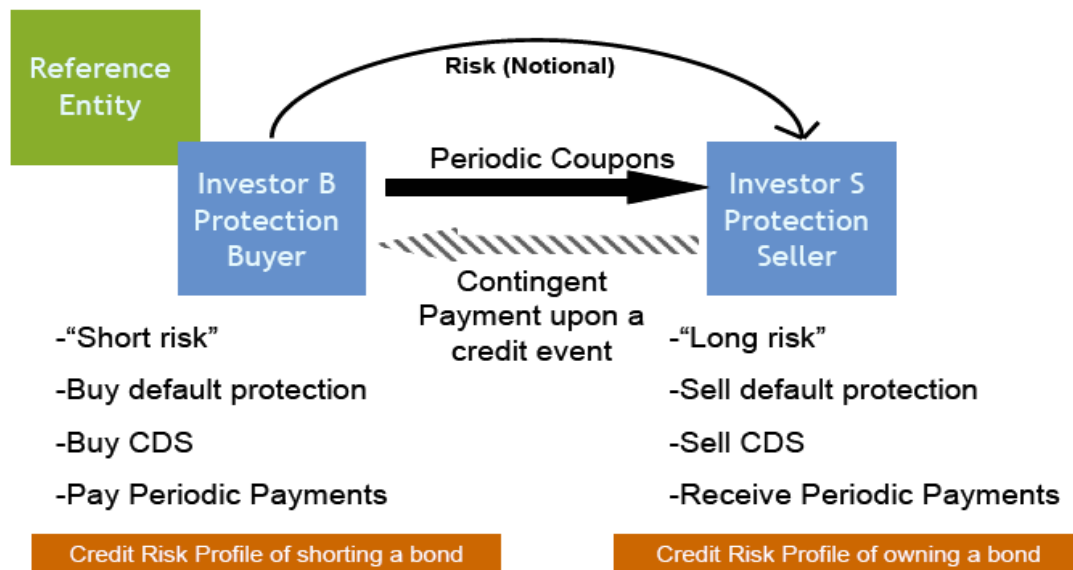 Reference
Entity
Risk (Notional)
Investor B
Protection
Buyer
Periodic Coupons
Contingent
Payment upon a
credit event
Investor S
Protection
Seller
-“Short risk”
-Buy default protection
-Buy CDS
-Pay Periodic Payments
Credit Risk Profile of shorting a bond
-“Long risk”
-Sell default protection
-Sell CDS
-Receive Periodic Payments
Credit Risk Profile of owning a bond